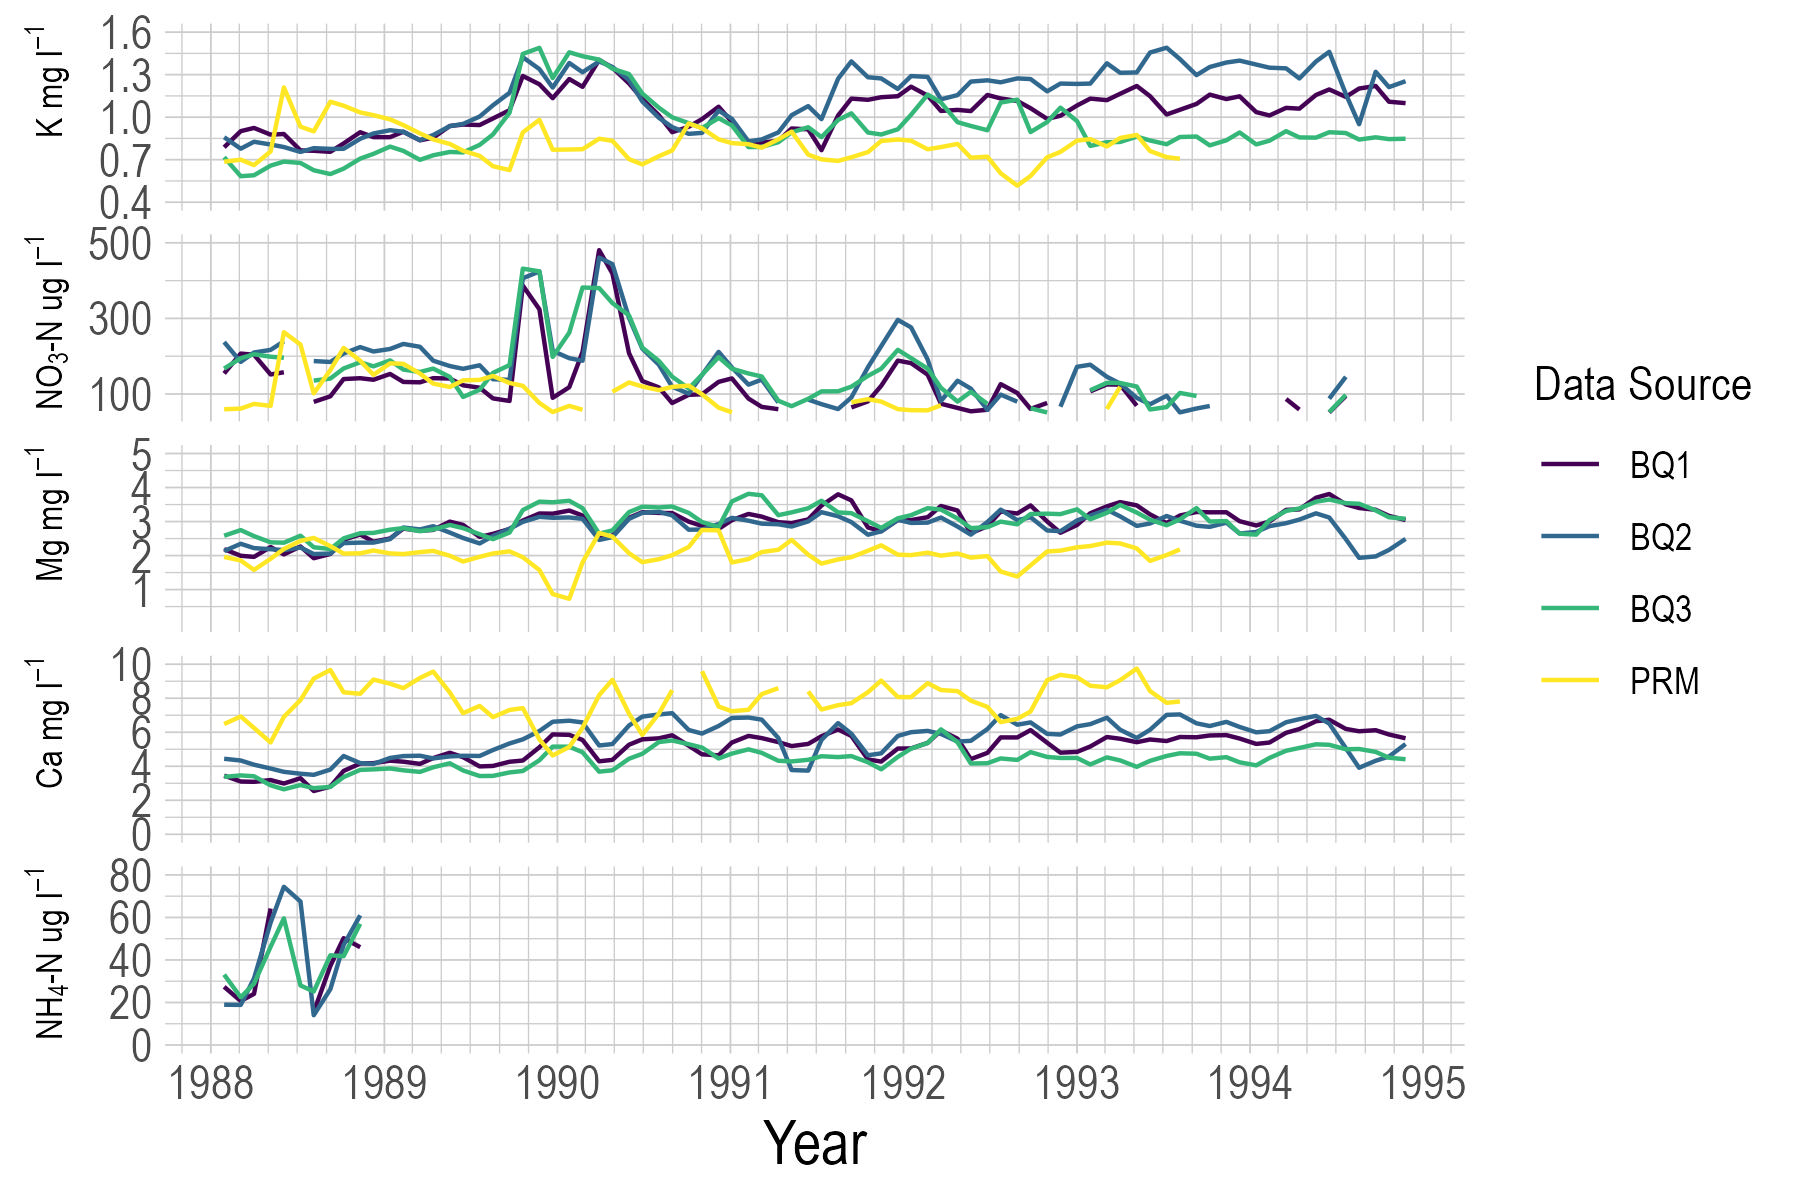 K mg l⁻¹
1.6
1.3
1.0
0.7
0.4
NO₃-N ug l⁻¹
500
300
100
Mg mg l⁻¹
5
4
3
2
1
Ca mg l⁻¹
10
8
6
4
2
0
NH₄-N ug l⁻¹
80
60
40
20
0
1988 1989 1990 1991 1992 1993 1994 1995
Year
Data Source
BQ1
BQ2
BQ3
PRM